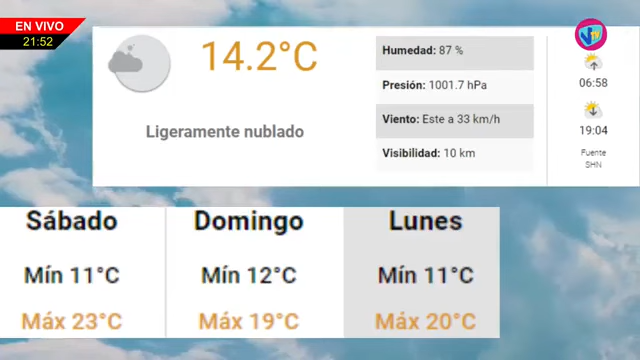 EN VIVO
21:52
14.2°C
Ligeramente nublado
Humedad: 87 %
Presión: 1001.7 hPa
Viento: Este a 33 km/h
Visibilidad: 10 km
06:58
19:04
Fuente
SHN
Sábado
Mín 11°C
Máx 23°C
Domingo
Mín 12°C
Máx 19°C
Lunes
Mín 11°C
Máx 20°C